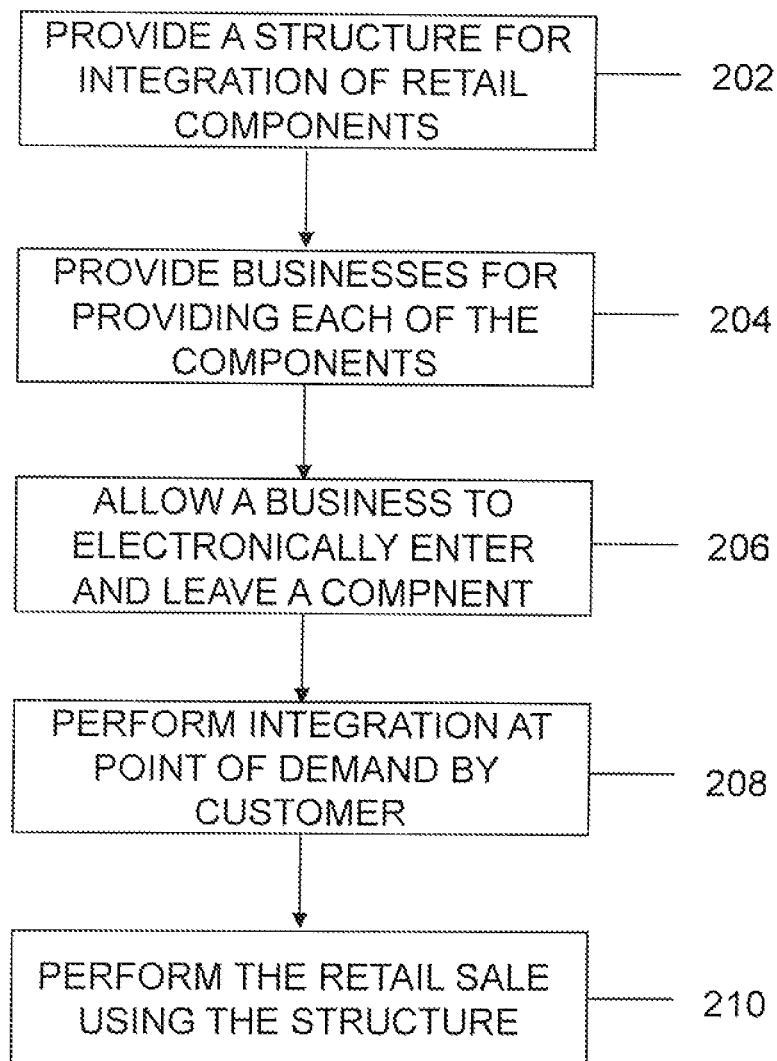 PROVIDE A STRUCTURE FOR
INTEGRATION OF RETAIL
COMPONENTS
202
PROVIDE BUSINESSES FOR
PROVIDING EACH OF THE
COMPONENTS
204
ALLOW A BUSINESS TO
ELECTRONICALLY ENTER
AND LEAVE A COMPNENT
206
PERFORM INTEGRATION AT
POINT OF DEMAND BY
CUSTOMER
208
PERFORM THE RETAIL SALE
USING THE STRUCTURE
210